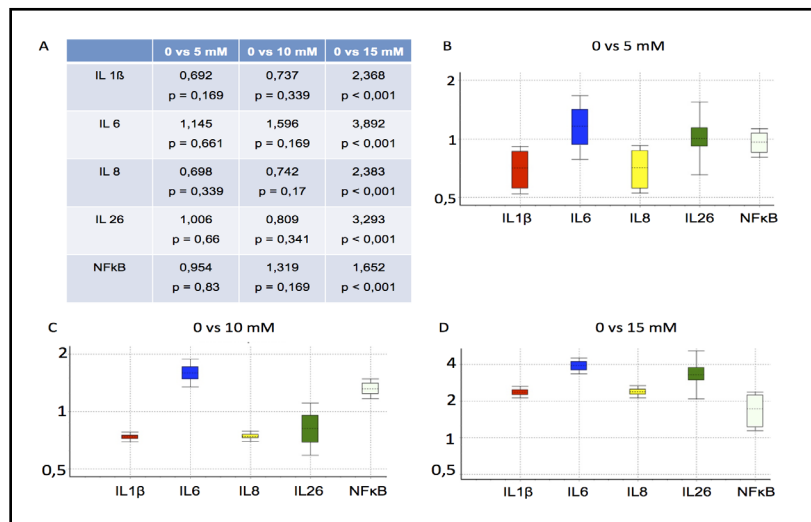 A
0 vs 5 mM 0 vs 10 mM 0 vs 15 mM
IL 1ß 0,692 0,737 2,368
p = 0,169 p = 0,339 p < 0,001
IL 6 1,145 1,596 3,892
p = 0,661 p = 0,169 p < 0,001
IL 8 0,698 0,742 2,383
p = 0,339 p = 0,17 p < 0,001
IL 26 1,006 0,809 3,293
p = 0,66 p = 0,341 p < 0,001
NFkB 0,954 1,319 1,652
p = 0,83 p = 0,169 p < 0,001
B 0 vs 5 mM
2
1
0,5
IL1β IL6 IL8 IL26 NFκB
C 0 vs 10 mM
2
1
0,5
IL1β IL6 IL8 IL26 NFκB
D 0 vs 15 mM
4
2
1
0,5
IL1β IL6 IL8 IL26 NFκB